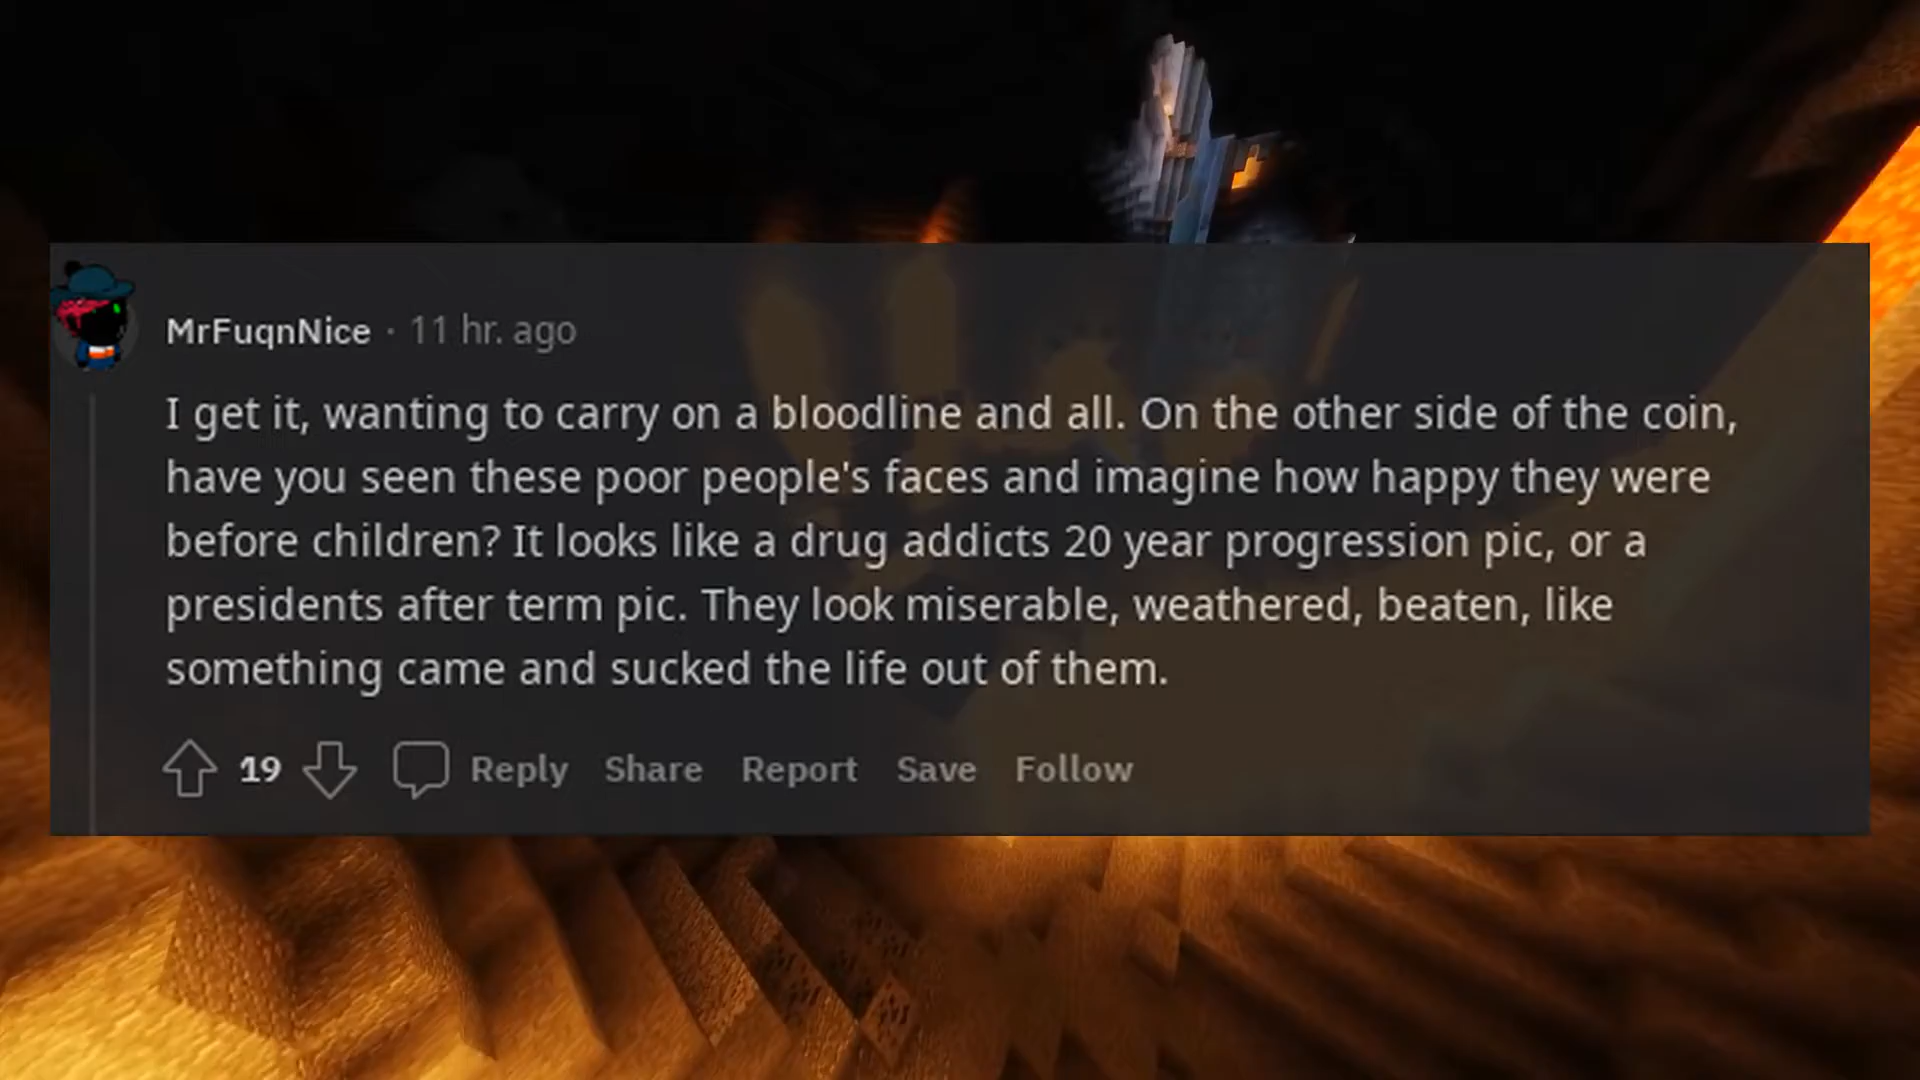 MrFuqnNice · 11 hr. ago
I get it, wanting to carry on a bloodline and all. On the other side of the coin,
have you seen these poor people's faces and imagine how happy they were
before children? It looks like a drug addicts 20 year progression pic, or a
presidents after term pic. They look miserable, weathered, beaten, like
something came and sucked the life out of them.
19 Reply Share Report Save Follow